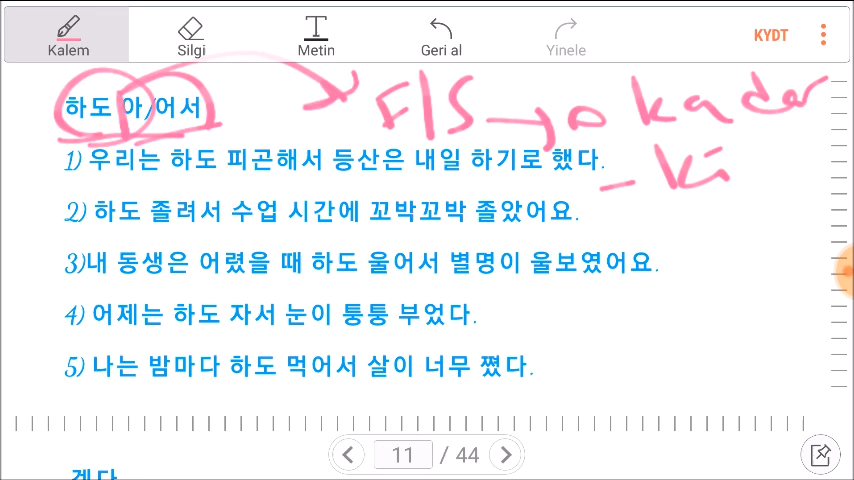 Kalem Silgi Metin Geri al Yinele KYDT
하도 아/어서 F/S → o kadar
1) 우리는 하도 피곤해서 등산은 내일 하기로 했다.
- ki
2) 하도 졸려서 수업 시간에 꼬박꼬박 졸았어요.
3)내 동생은 어렸을 때 하도 울어서 별명이 울보였어요.
4) 어제는 하도 자서 눈이 퉁퉁 부었다.
5) 나는 밤마다 하도 먹어서 살이 너무 쪘다.
11 / 44